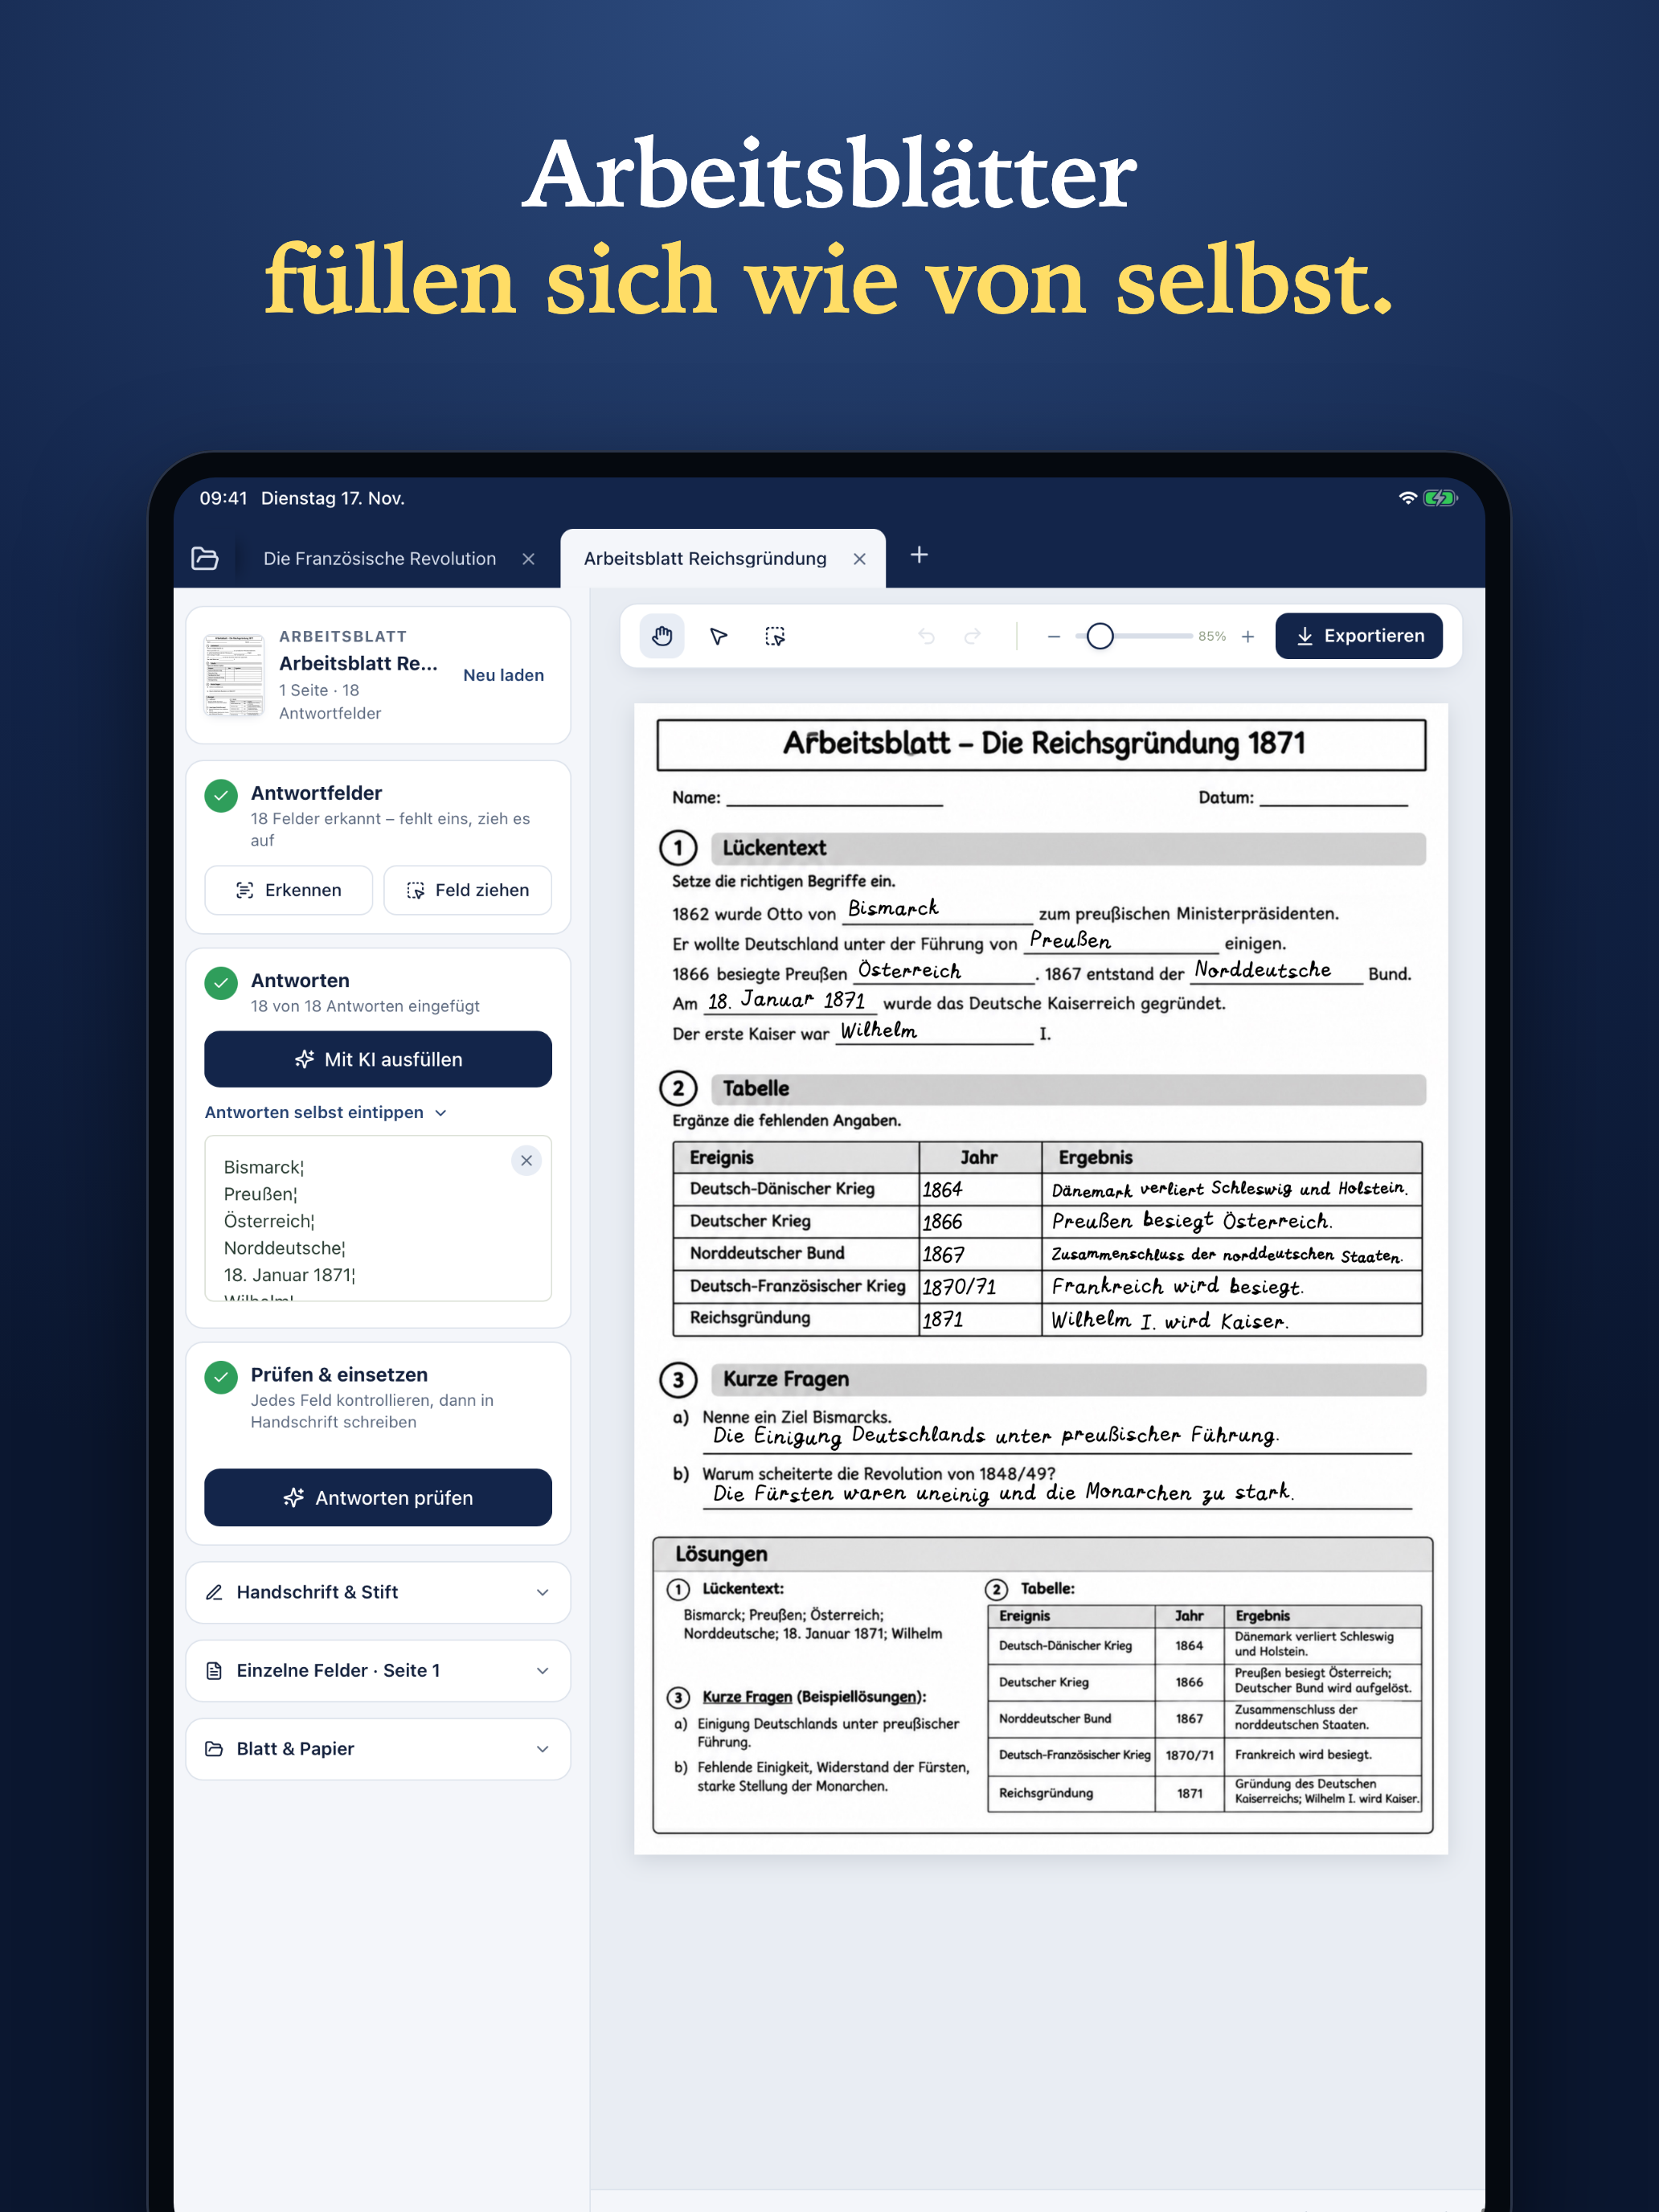 Arbeitsblätter
füllen sich wie von selbst.
09:41 Dienstag 17. Nov.
Die Französische Revolution
Arbeitsblatt Reichsgründung
ARBEITSBLATT
Arbeitsblatt Re...
Neu laden
1 Seite · 18
Antwortfelder
Antwortfelder
18 Felder erkannt – fehlt eins, zieh es
auf
Erkennen
Feld ziehen
Antworten
18 von 18 Antworten eingefügt
Mit KI ausfüllen
Antworten selbst eintippen
Bismarck¦
Preußen¦
Österreich¦
Norddeutsche¦
18. Januar 1871¦
Wilhelm¦
Prüfen & einsetzen
Jedes Feld kontrollieren, dann in
Handschrift schreiben
Antworten prüfen
Handschrift & Stift
Einzelne Felder · Seite 1
Blatt & Papier
85%
Exportieren
Arbeitsblatt – Die Reichsgründung 1871
Name: Datum:
1 Lückentext
Setze die richtigen Begriffe ein.
1862 wurde Otto von Bismarck zum preußischen Ministerpräsidenten.
Er wollte Deutschland unter der Führung von Preußen einigen.
1866 besiegte Preußen Österreich. 1867 entstand der Norddeutsche Bund.
Am 18. Januar 1871 wurde das Deutsche Kaiserreich gegründet.
Der erste Kaiser war Wilhelm I.
2 Tabelle
Ergänze die fehlenden Angaben.
Ereignis Jahr Ergebnis
Deutsch-Dänischer Krieg 1864 Dänemark verliert Schleswig und Holstein.
Deutscher Krieg 1866 Preußen besiegt Österreich.
Norddeutscher Bund 1867 Zusammenschluss der norddeutschen Staaten.
Deutsch-Französischer Krieg 1870/71 Frankreich wird besiegt.
Reichsgründung 1871 Wilhelm I. wird Kaiser.
3 Kurze Fragen
a) Nenne ein Ziel Bismarcks.
Die Einigung Deutschlands unter preußischer Führung.
b) Warum scheiterte die Revolution von 1848/49?
Die Fürsten waren uneinig und die Monarchen zu stark.
Lösungen
1 Lückentext:
Bismarck; Preußen; Österreich;
Norddeutsche; 18. Januar 1871; Wilhelm
3 Kurze Fragen (Beispiellösungen):
a) Einigung Deutschlands unter preußischer
Führung.
b) Fehlende Einigkeit, Widerstand der Fürsten,
starke Stellung der Monarchen.
2 Tabelle:
Ereignis Jahr Ergebnis
Deutsch-Dänischer Krieg 1864 Dänemark verliert Schleswig
und Holstein.
Deutscher Krieg 1866 Preußen besiegt Österreich;
Deutscher Bund wird aufgelöst.
Norddeutscher Bund 1867 Zusammenschluss der
norddeutschen Staaten.
Deutsch-Französischer Krieg 1870/71 Frankreich wird besiegt.
Reichsgründung 1871 Gründung des Deutschen
Kaiserreichs; Wilhelm I. wird Kaiser.